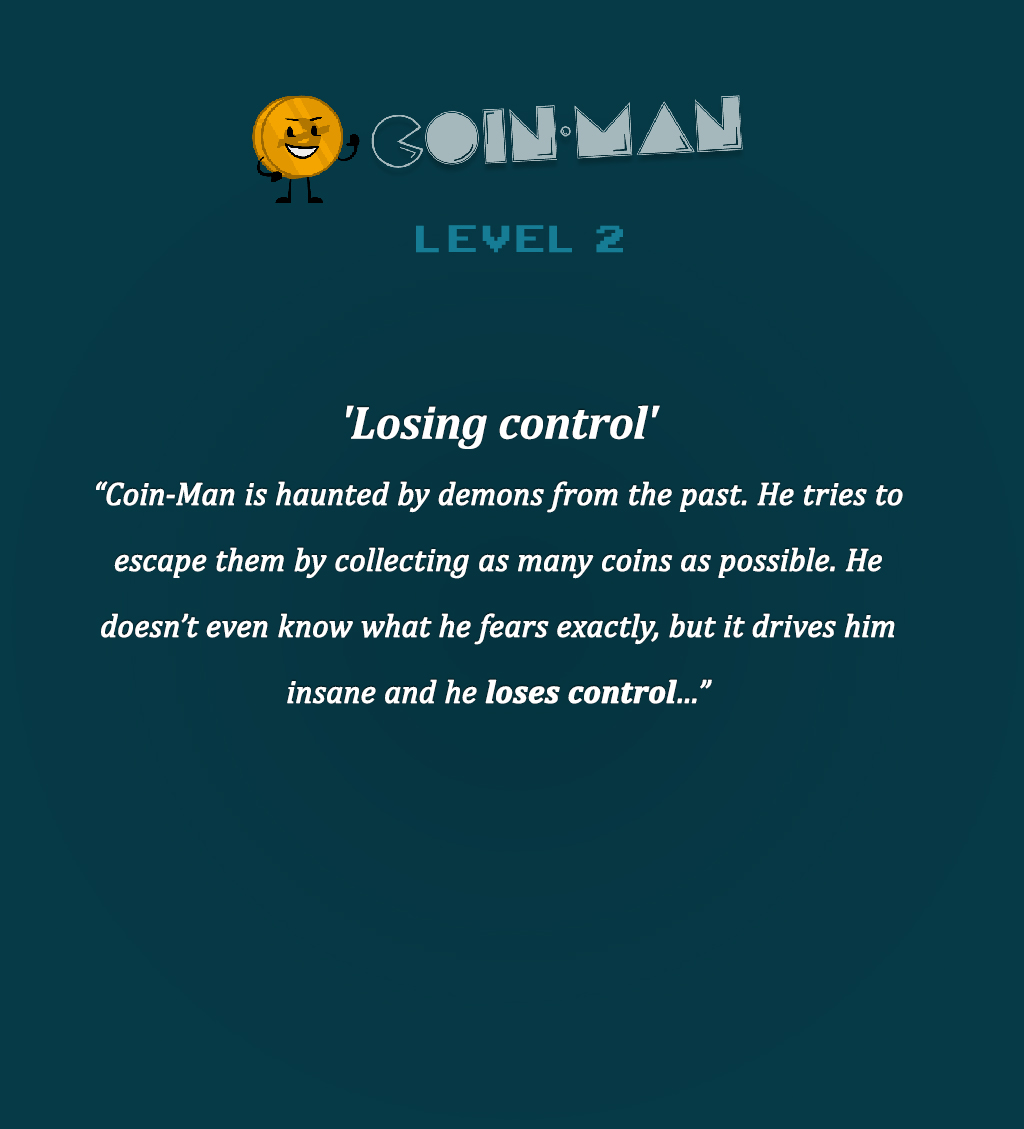 COIN·MAN
LEVEL 2
'Losing control'
“Coin-Man is haunted by demons from the past. He tries to
escape them by collecting as many coins as possible. He
doesn’t even know what he fears exactly, but it drives him
insane and he loses control...”